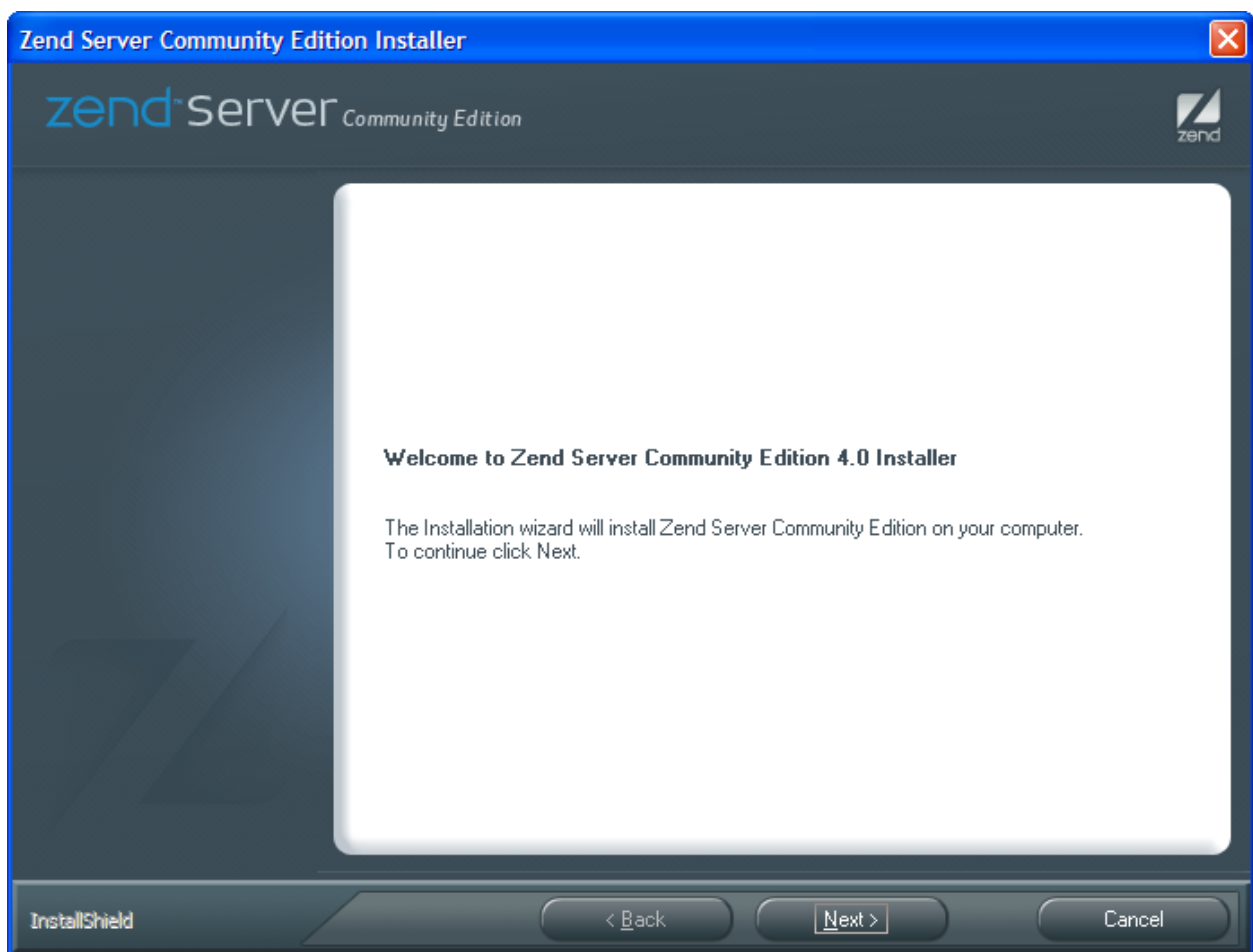 Zend Server Community Edition Installer
zend™ server Community Edition
zend
Welcome to Zend Server Community Edition 4.0 Installer
The Installation wizard will install Zend Server Community Edition on your computer.
To continue click Next.
InstallShield
< Back
Next >
Cancel